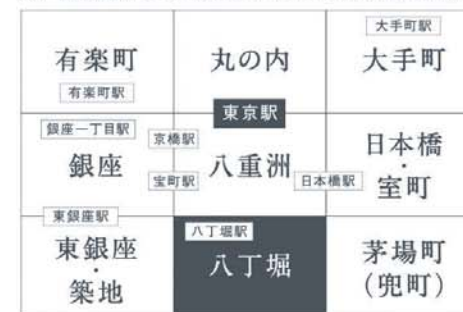 大手町駅
有楽町
丸の内
大手町
有楽町駅
東京駅
銀座一丁目駅
京橋駅
日本橋
・
室町
銀座
八重洲
宝町駅
日本橋駅
東銀座駅
八丁堀駅
東銀座
・
築地
八丁堀
茅場町
(兜町)